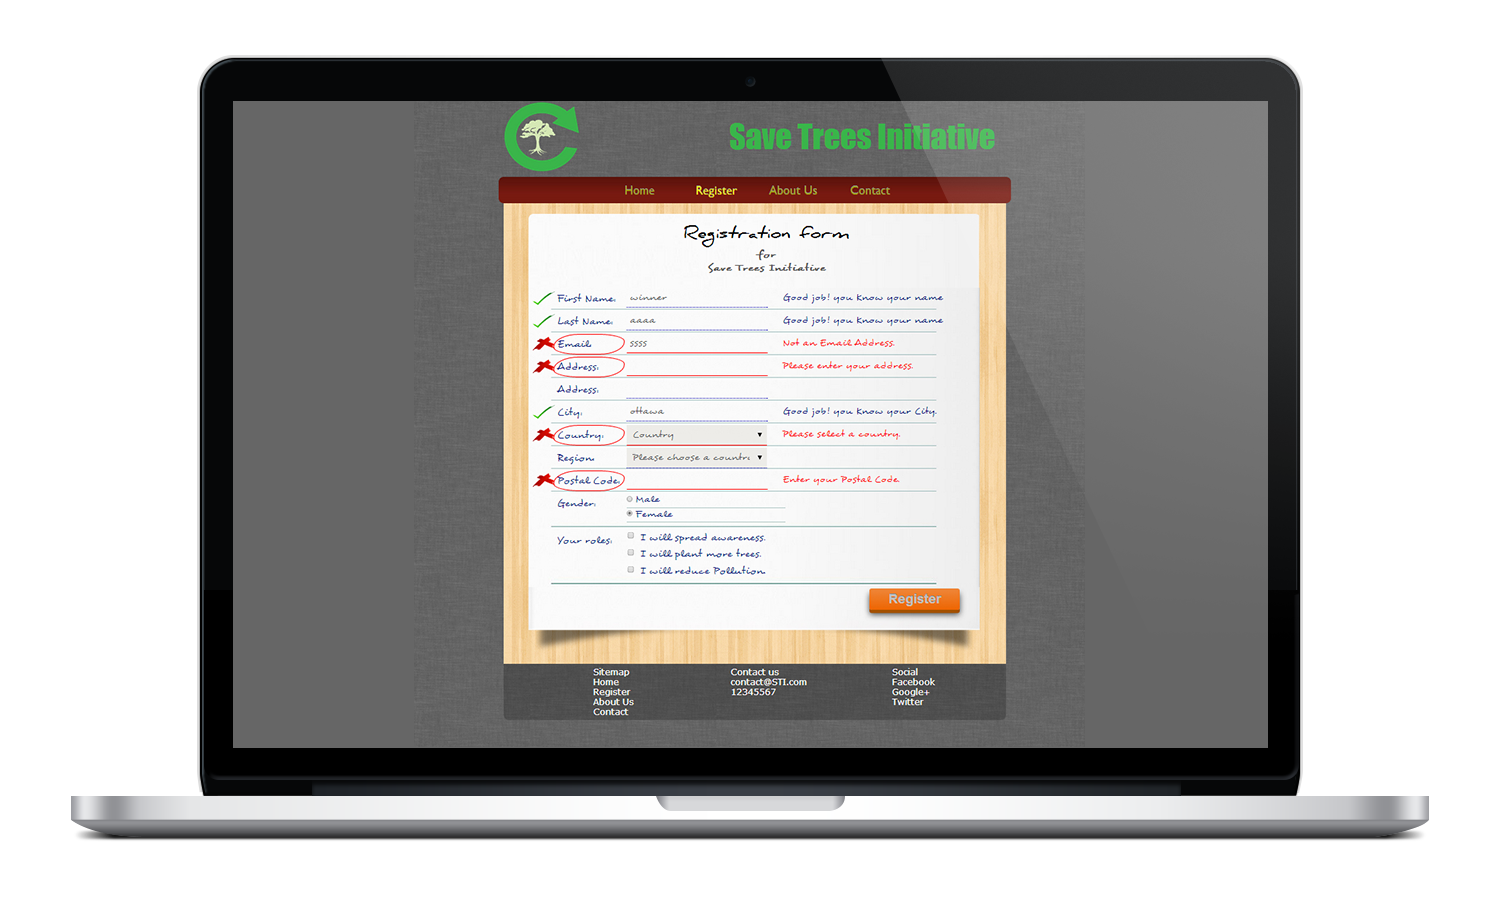 Save Trees Initiative
Home Register About Us Contact
Registration Form
for
Save Trees Initiative
First Name: winner Good job! you Know your name
Last Name: aaaa Good job! you Know your name
Email: ssss Not an Email Address.
Address: Please enter your address.
Address:
City: ottawa Good job! you Know your City.
Country: Country Please select a country.
Region: Please choose a countr
Postal Code: Enter your Postal Code
Gender: Male
Female
Your roles: I will spread awareness.
I will plant more trees.
I will reduce Pollution.
Register
Sitemap
Home
Register
About Us
Contact
Contact us
contact@STI.com
12345567
Social
Facebook
Google+
Twitter